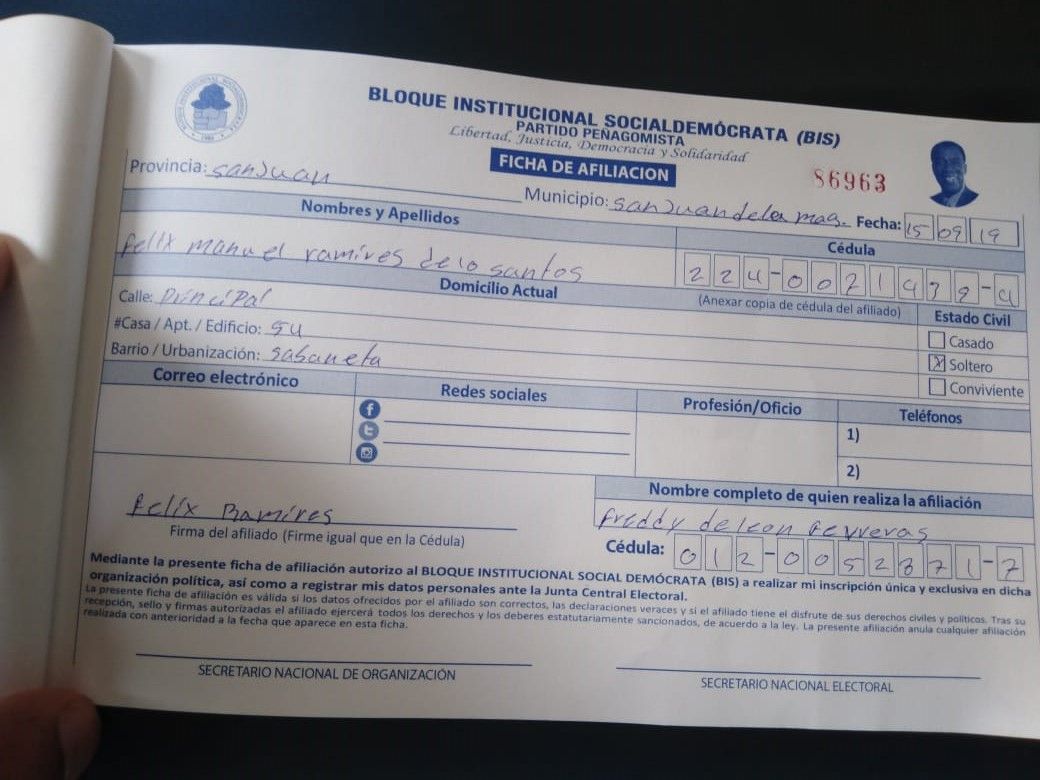 BLOQUE INSTITUCIONAL SOCIALDEMÓCRATA (BIS)
PARTIDO PEÑAGOMISTA
Libertad, Justicia, Democracia y Solidaridad
FICHA DE AFILIACION
86963
Provincia: san Juan
Municipio: san Juan dela mag. Fecha: 15 09 19
Nombres y Apellidos
Cédula
felix manuel ramires de lo santos
224-0021479-9
(Anexar copia de cédula del afiliado)
Domicilio Actual
Estado Civil
Calle: Principal
Casado
#Casa / Apt. / Edificio: 54
Soltero
Barrio / Urbanización: sabaneta
Conviviente
Correo electrónico
Redes sociales
Profesión/Oficio
Teléfonos
1)
2)
Nombre completo de quien realiza la afiliación
felix Ramires
freddy de leon
Firma del afiliado (Firme igual que en la Cédula)
Cédula: 012-0052871-7
Mediante la presente ficha de afiliación autorizo al BLOQUE INSTITUCIONAL SOCIAL DEMÓCRATA (BIS) a realizar mi inscripción única y exclusiva en dicha
organización política, así como a registrar mis datos personales ante la Junta Central Electoral.
La presente ficha de afiliación es válida si los datos ofrecidos por el afiliado son correctos, las declaraciones veraces y si el afiliado tiene el disfrute de sus derechos civiles y políticos. Tras su
recepción, sello y firmas autorizadas el afiliado ejercerá todos los derechos y los deberes estatutariamente sancionados, de acuerdo a la ley. La presente afiliación anula cualquier afiliación
realizada con anterioridad a la fecha que aparece en esta ficha.
SECRETARIO NACIONAL DE ORGANIZACIÓN
SECRETARIO NACIONAL ELECTORAL